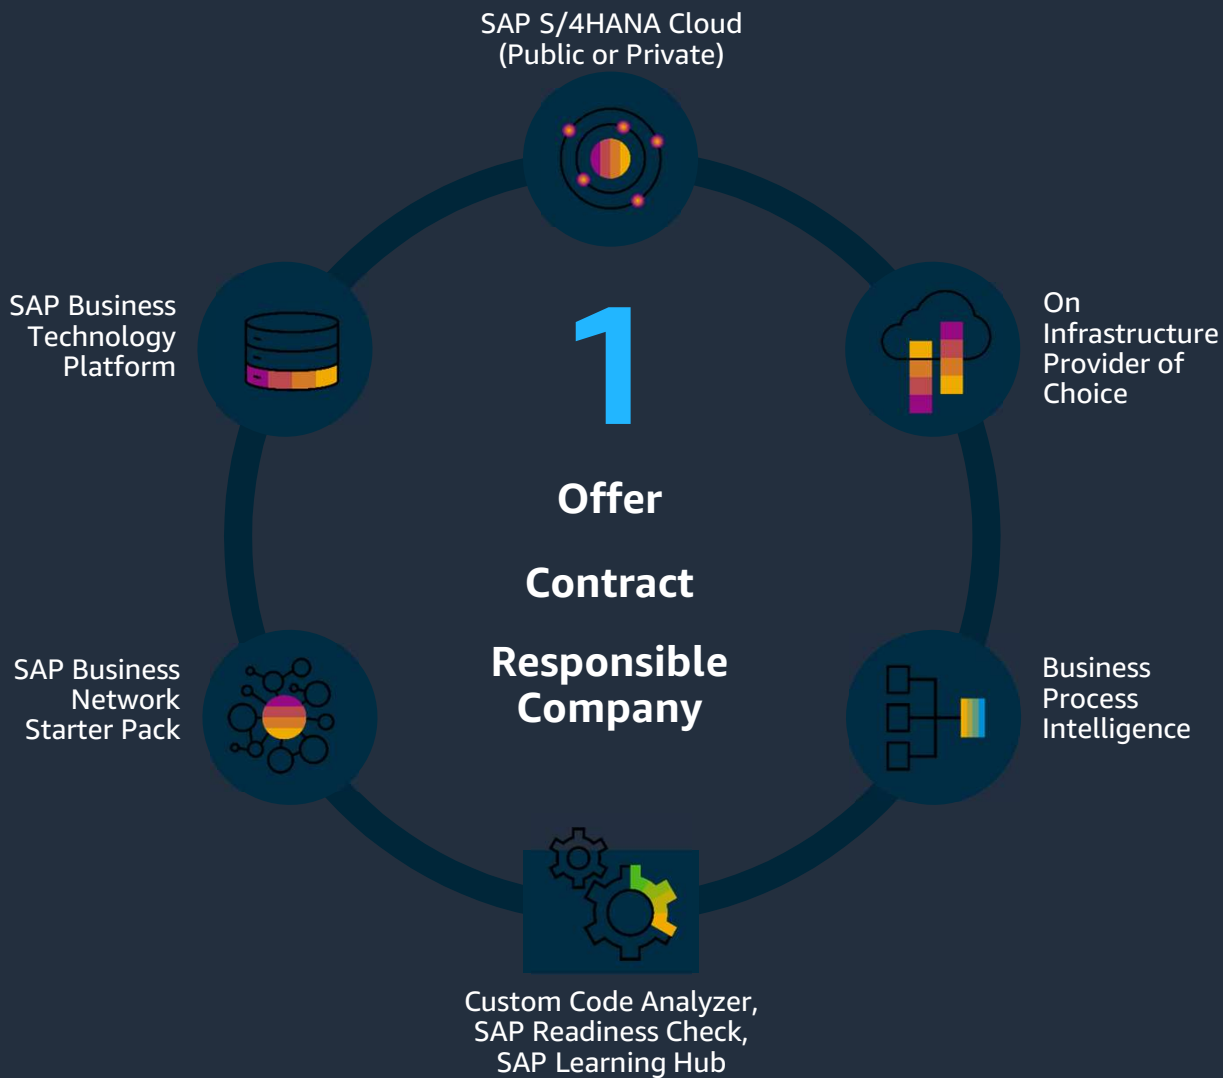 SAP S/4HANA Cloud
(Public or Private)
SAP Business
Technology
Platform
On
Infrastructure
Provider of
Choice
1
Offer
Contract
Responsible
Company
SAP Business
Network
Starter Pack
Business
Process
Intelligence
Custom Code Analyzer,
SAP Readiness Check,
SAP Learning Hub